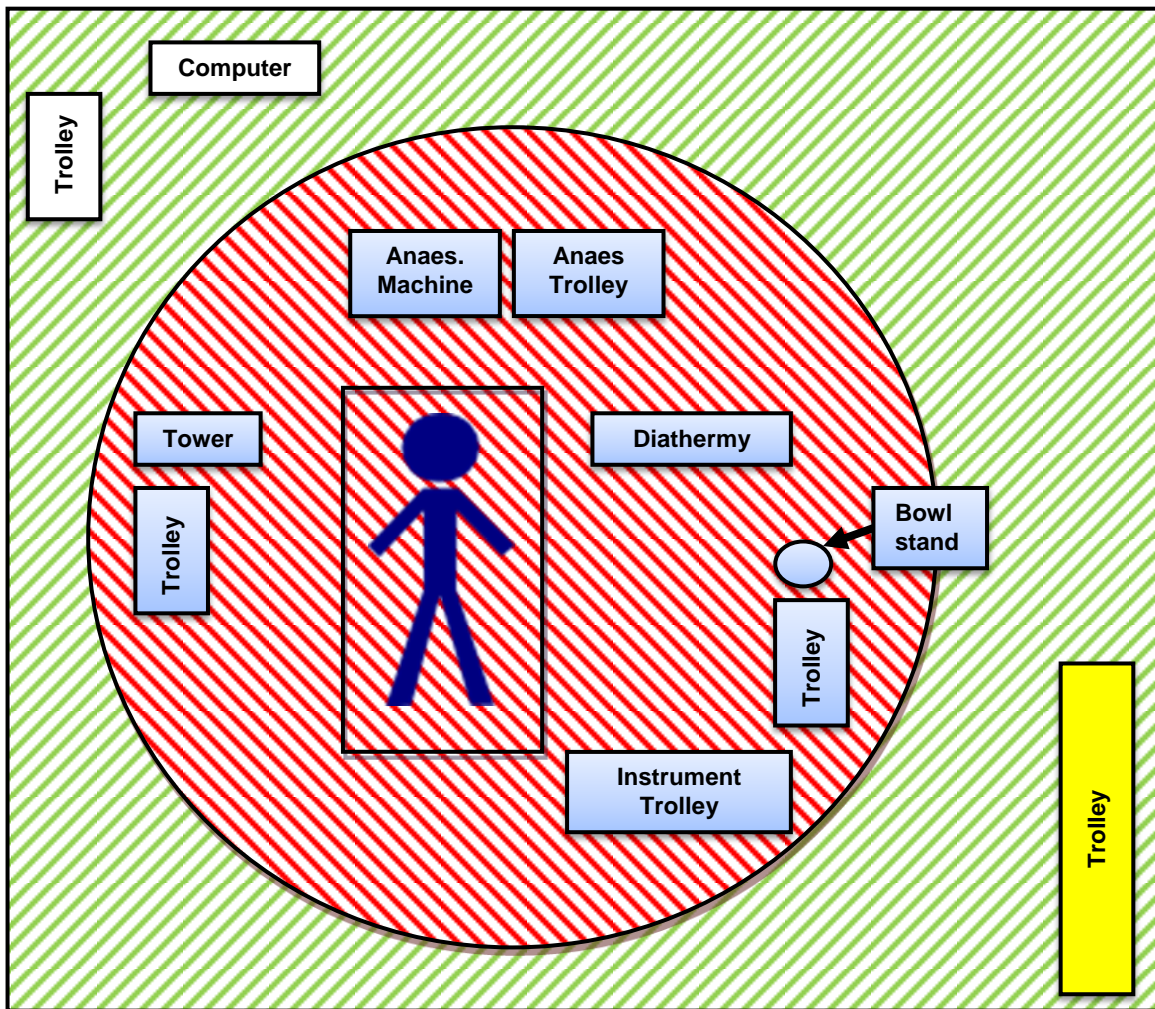 Computer
Trolley
Anaes.
Machine
Anaes
Trolley
Tower
Diathermy
Trolley
Bowl
stand
Trolley
Instrument
Trolley
Trolley